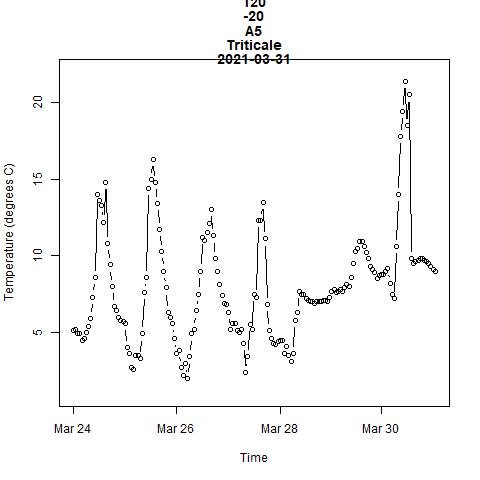 120
-20
A5
Triticale
2021-03-31
20
15
10
5
Temperature (degrees C)
Mar 24
Mar 26
Mar 28
Mar 30
Time